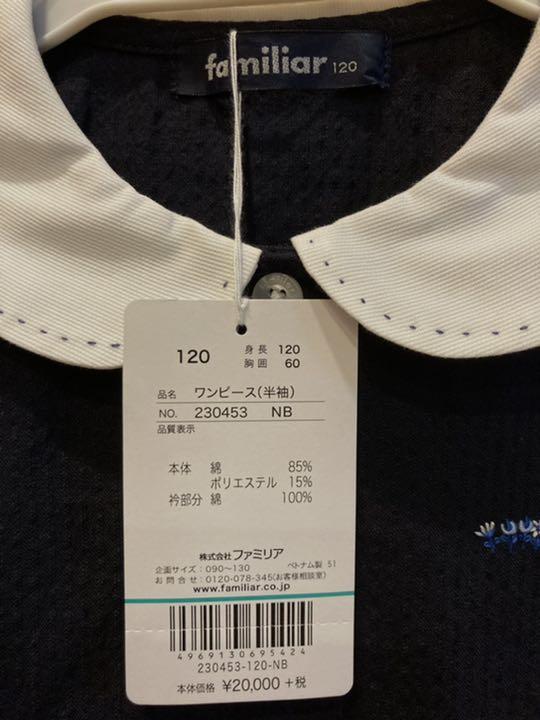 familiar 120
120
身長 120
胸囲 60
品名 ワンピース(半袖)
NO. 230453 NB
品質表示
本体 綿 85%
ポリエステル 15%
衿部分 綿 100%
株式会社ファミリア
企画サイズ:090~130 ベトナム製 51
お問合せ:0120-078-345(お客様相談室)
www.familiar.co.jp
4969130695424
230453-120-NB
本体価格 ¥20,000+税